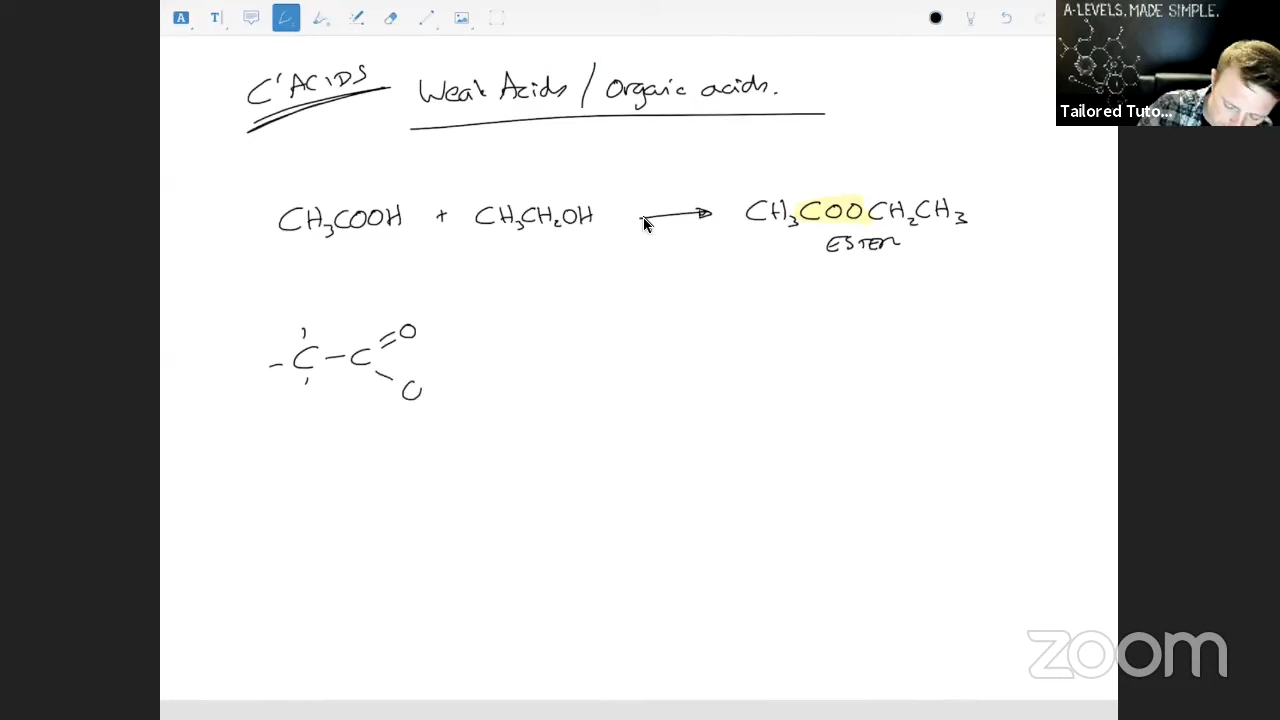 A-LEVELS. MADE SIMPLE.
Tailored Tuto...
C'ACIDS Weak Acids / Organic acids.
CH₃COOH + CH₃CH₂OH → CH₃COOCH₂CH₃
ESTER
- C - C = O
O
zoom